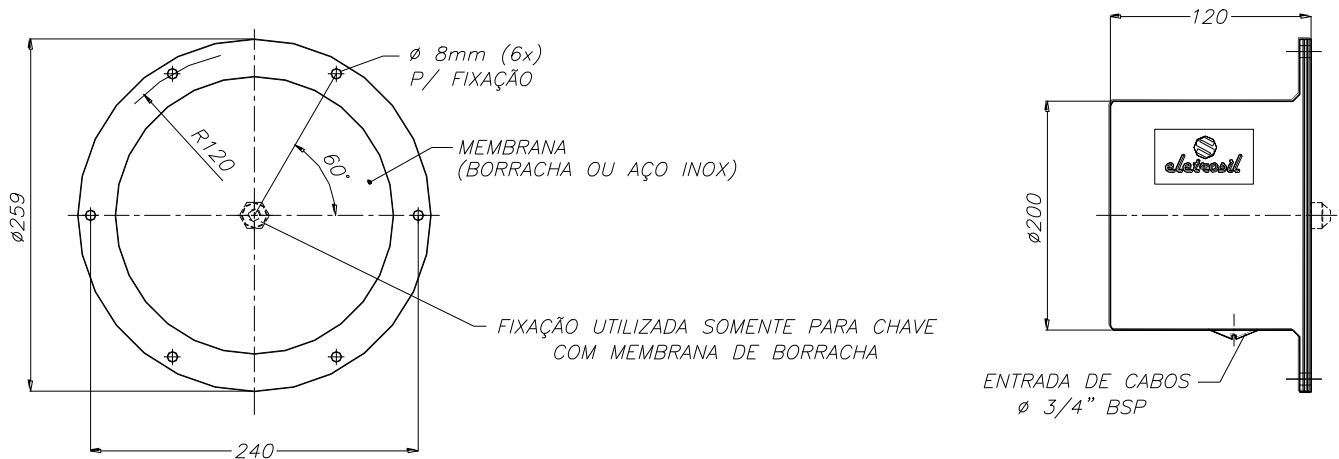 ø 8mm (6x)
P/ FIXAÇÃO
R120
60°
MEMBRANA
(BORRACHA OU AÇO INOX)
ø259
FIXAÇÃO UTILIZADA SOMENTE PARA CHAVE
COM MEMBRANA DE BORRACHA
240
120
eletrosil
ø200
ENTRADA DE CABOS
ø 3/4” BSP